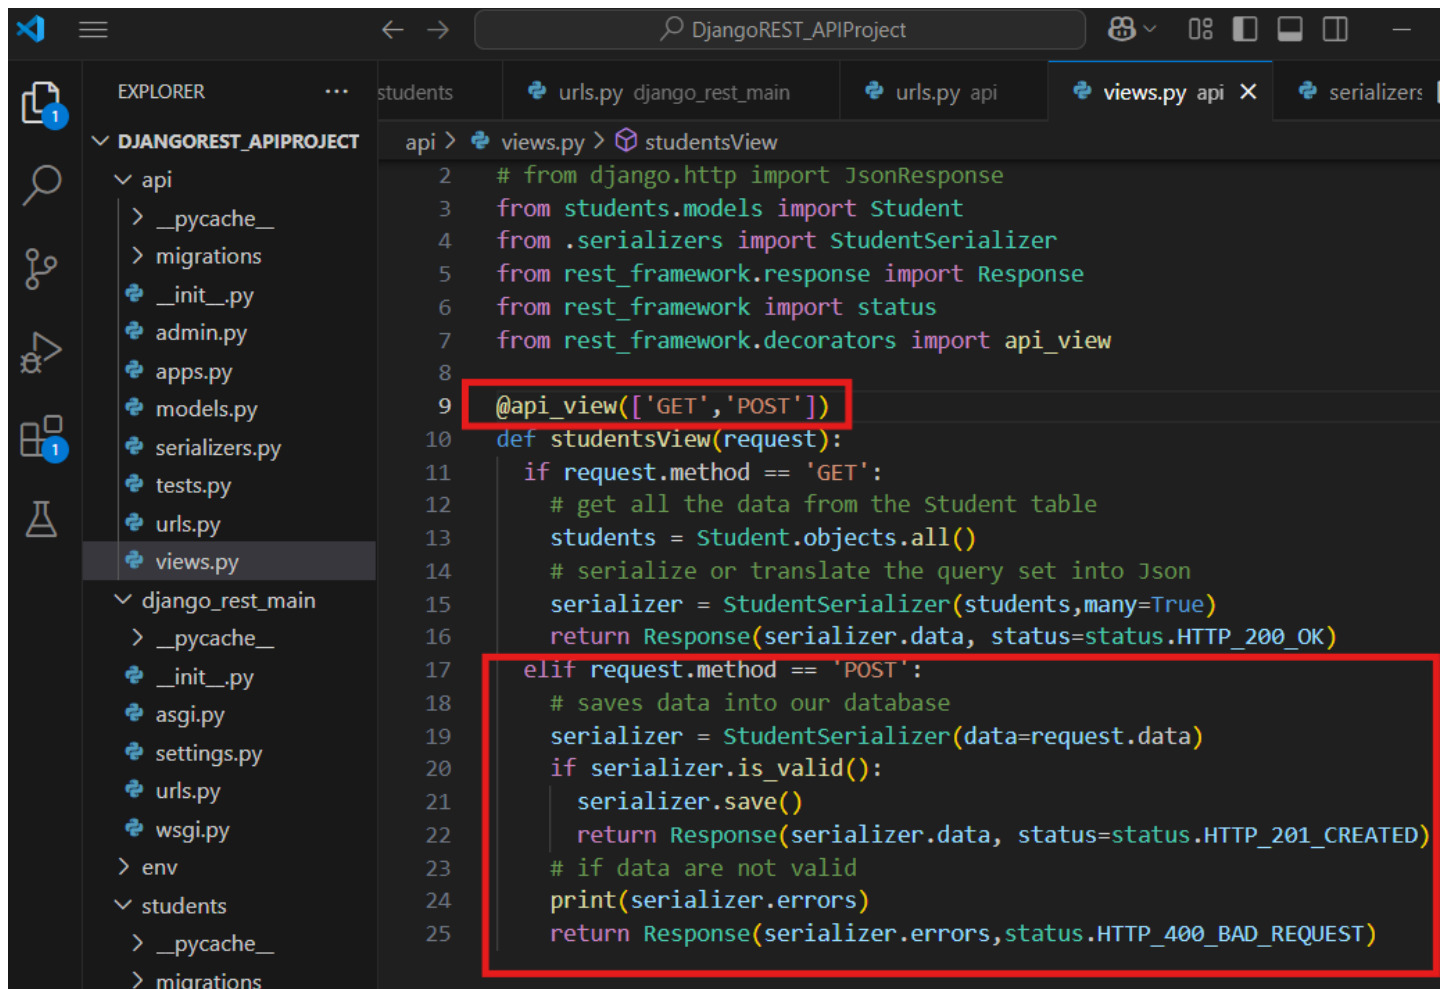 DjangoREST_APIProject
EXPLORER
students
urls.py django_rest_main
urls.py api
views.py api
serializers
1
DJANGOREST_APIPROJECT
api > views.py > studentsView
api
__pycache__
migrations
__init__.py
admin.py
apps.py
models.py
serializers.py
tests.py
urls.py
views.py
django_rest_main
__pycache__
__init__.py
asgi.py
settings.py
urls.py
wsgi.py
env
students
__pycache__
migrations
1
2 # from django.http import JsonResponse
3 from students.models import Student
4 from .serializers import StudentSerializer
5 from rest_framework.response import Response
6 from rest_framework import status
7 from rest_framework.decorators import api_view
8
9 @api_view(['GET','POST'])
10 def studentsView(request):
11 if request.method == 'GET':
12 # get all the data from the Student table
13 students = Student.objects.all()
14 # serialize or translate the query set into Json
15 serializer = StudentSerializer(students,many=True)
16 return Response(serializer.data, status=status.HTTP_200_OK)
17 elif request.method == 'POST':
18 # saves data into our database
19 serializer = StudentSerializer(data=request.data)
20 if serializer.is_valid():
21 serializer.save()
22 return Response(serializer.data, status=status.HTTP_201_CREATED)
23 # if data are not valid
24 print(serializer.errors)
25 return Response(serializer.errors,status.HTTP_400_BAD_REQUEST)